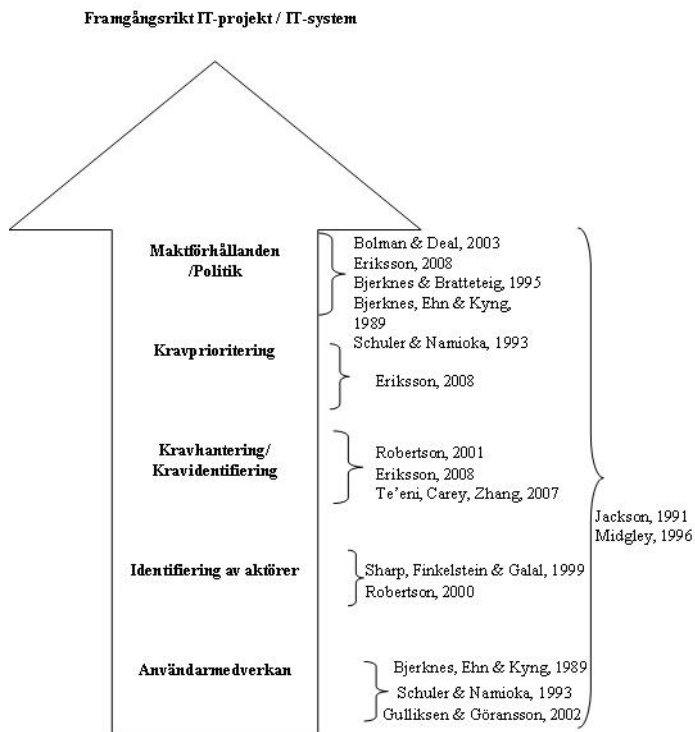 Framgångsrikt IT-projekt / IT-system
Maktförhållanden
/Politik
Bolman & Deal, 2003
Eriksson, 2008
Bjerknes & Bratteteig, 1995
Bjerknes, Ehn & Kyng,
1989
Schuler & Namioka, 1993
Kravprioritering
Eriksson, 2008
Kravhantering/
Kravidentifiering
Robertson, 2001
Eriksson, 2008
Te’eni, Carey, Zhang, 2007
Jackson, 1991
Midgley, 1996
Identifiering av aktörer
Sharp, Finkelstein & Galal, 1999
Robertson, 2000
Användarmedverkan
Bjerknes, Ehn & Kyng, 1989
Schuler & Namioka, 1993
Gulliksen & Göransson, 2002